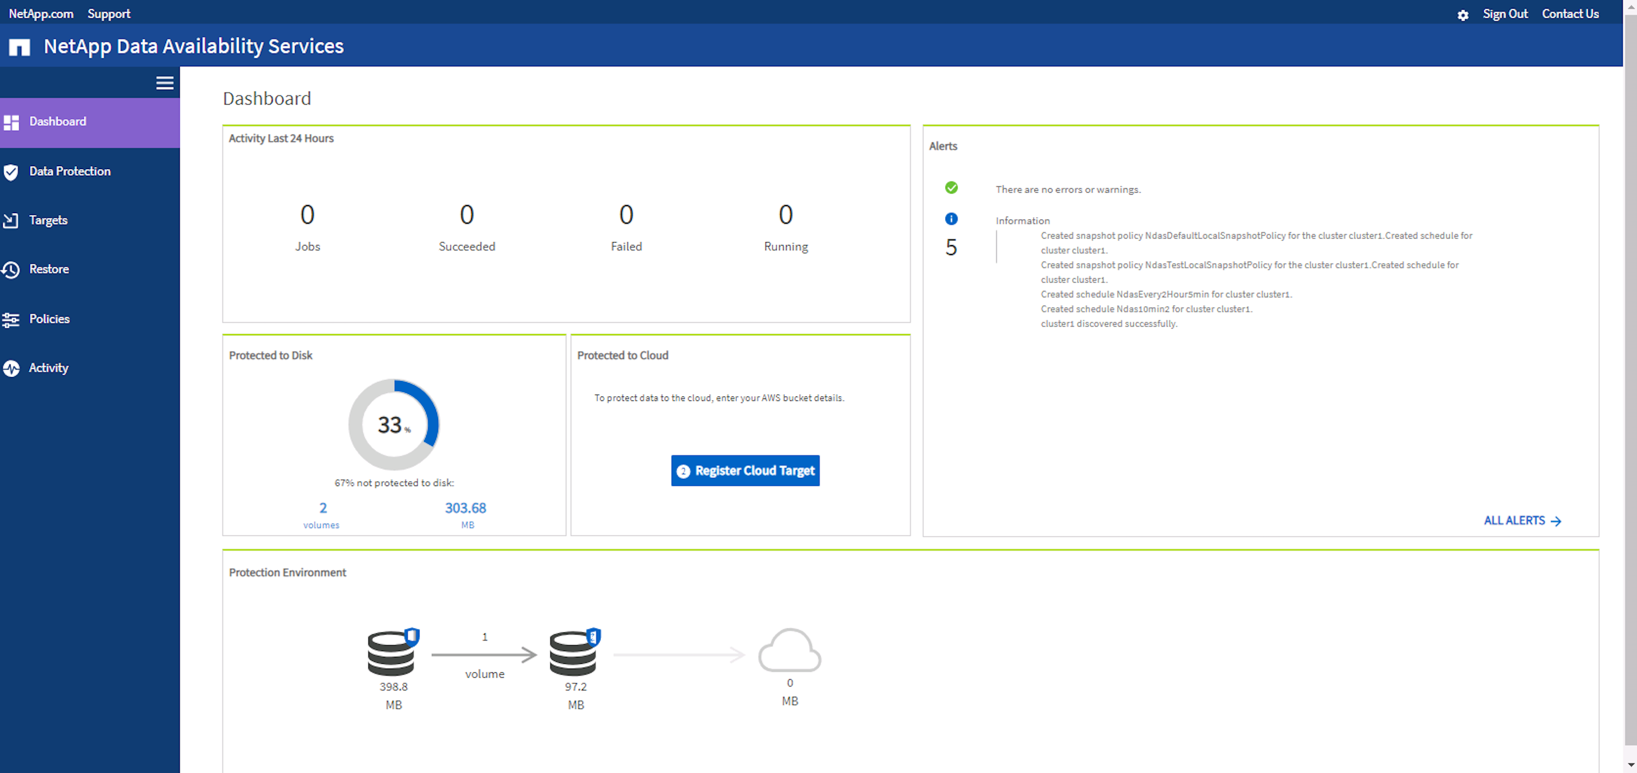 NetApp.com Support
Sign Out Contact Us
NetApp Data Availability Services
Dashboard
Data Protection
Targets
Restore
Policies
Activity
Dashboard
Activity Last 24 Hours
0
Jobs
0
Succeeded
0
Failed
0
Running
Alerts
There are no errors or warnings.
Information
5
Created snapshot policy NdasDefaultLocalSnapshotPolicy for the cluster cluster1.Created schedule for
cluster cluster1.
Created snapshot policy NdasTestLocalSnapshotPolicy for the cluster cluster1.Created schedule for
cluster cluster1.
Created schedule NdasEvery2Hour5min for cluster cluster1.
Created schedule Ndas10min2 for cluster cluster1.
cluster1 discovered successfully.
ALL ALERTS
Protected to Disk
33 %
67% not protected to disk:
2
volumes
303.68
MB
Protected to Cloud
To protect data to the cloud, enter your AWS bucket details.
2 Register Cloud Target
Protection Environment
398.8
MB
1
volume
97.2
MB
0
MB